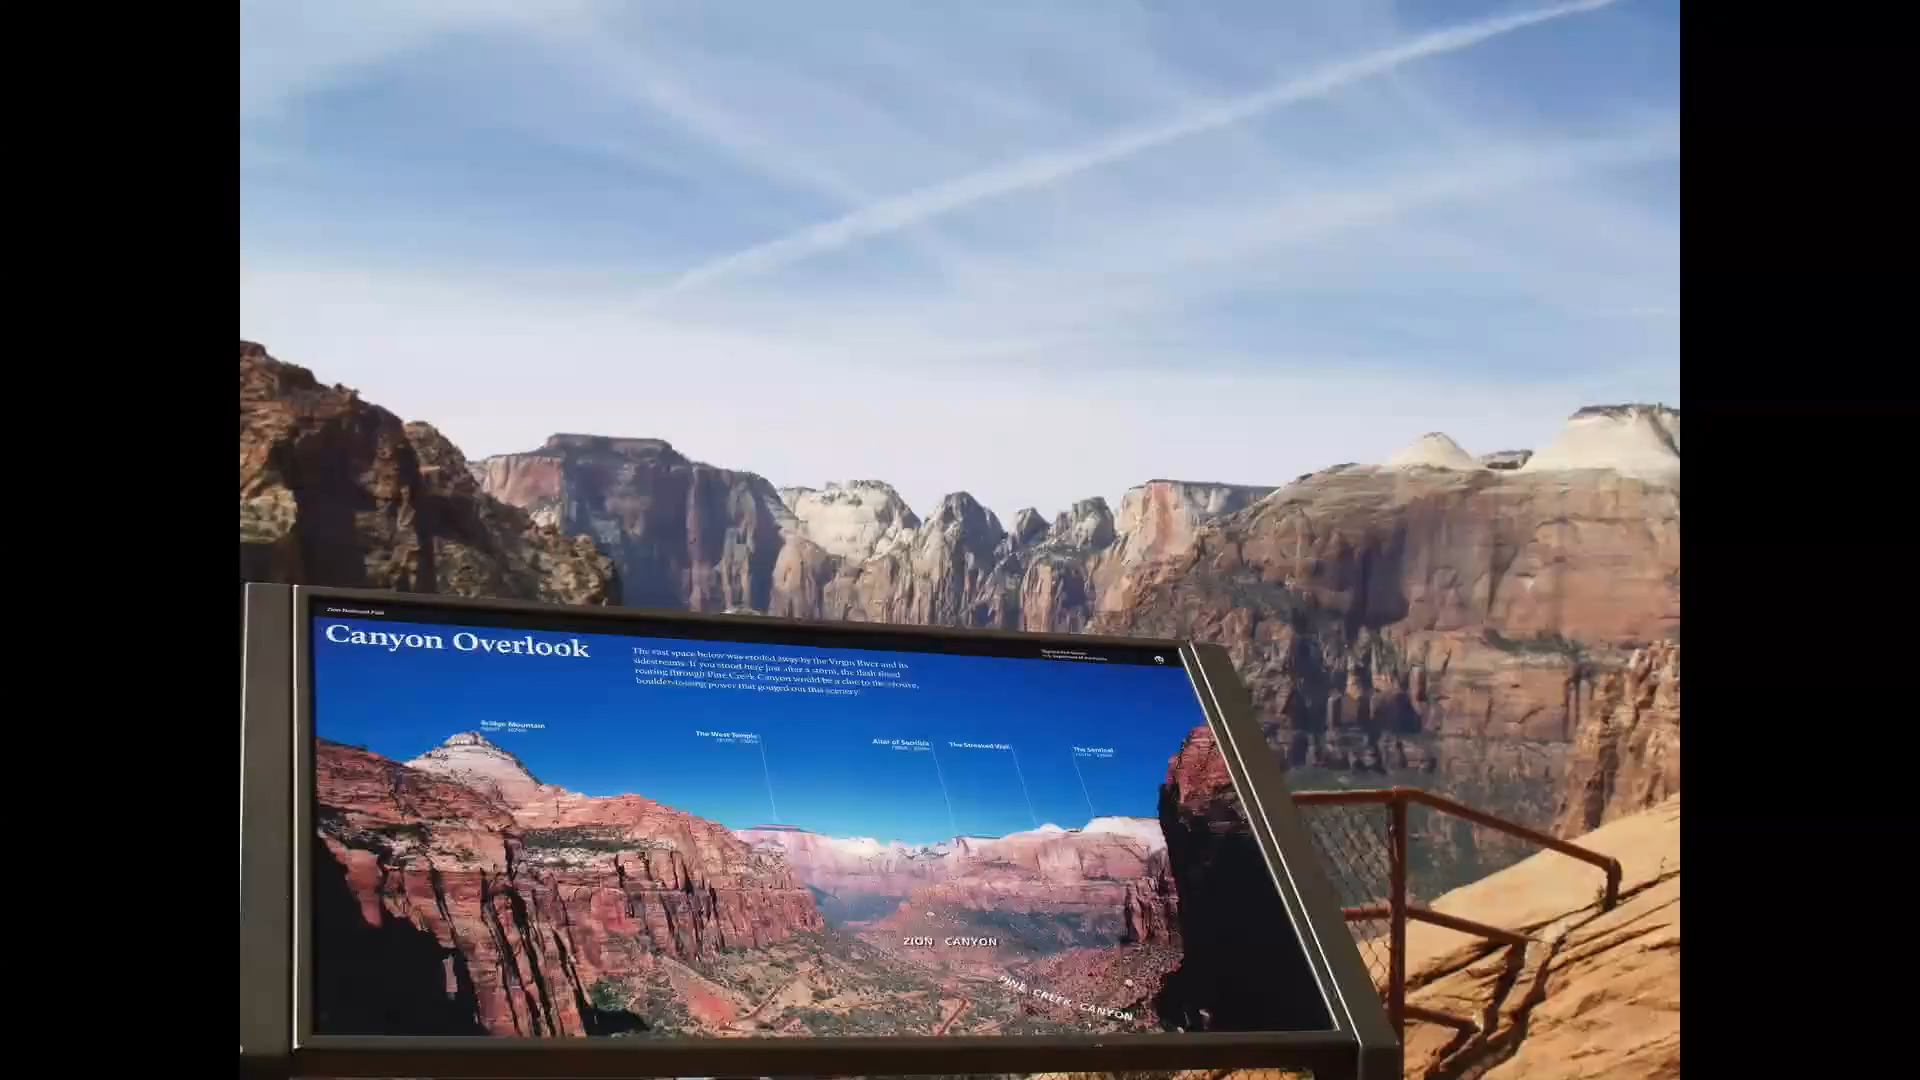 Zion National Park
Canyon Overlook
The vast space below was eroded away by the Virgin River and its
sidestreams. If you stood here just after a storm, the flash flood
roaring through Pine Creek Canyon would be a clue to the
boulder-tossing power that gouged out this scenery.
Bridge Mountain
The West Temple
Altar of Sacrifice
The Streaked Wall
The Sentinel
ZION CANYON
PINE CREEK CANYON